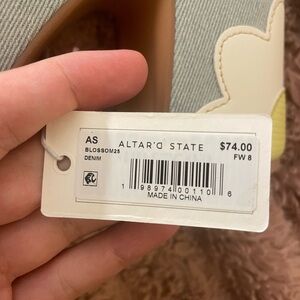 AS
BLOSSOM25
DENIM
ALTAR'D STATE
$74.00
FW 8
1 98974 00110 6
MADE IN CHINA